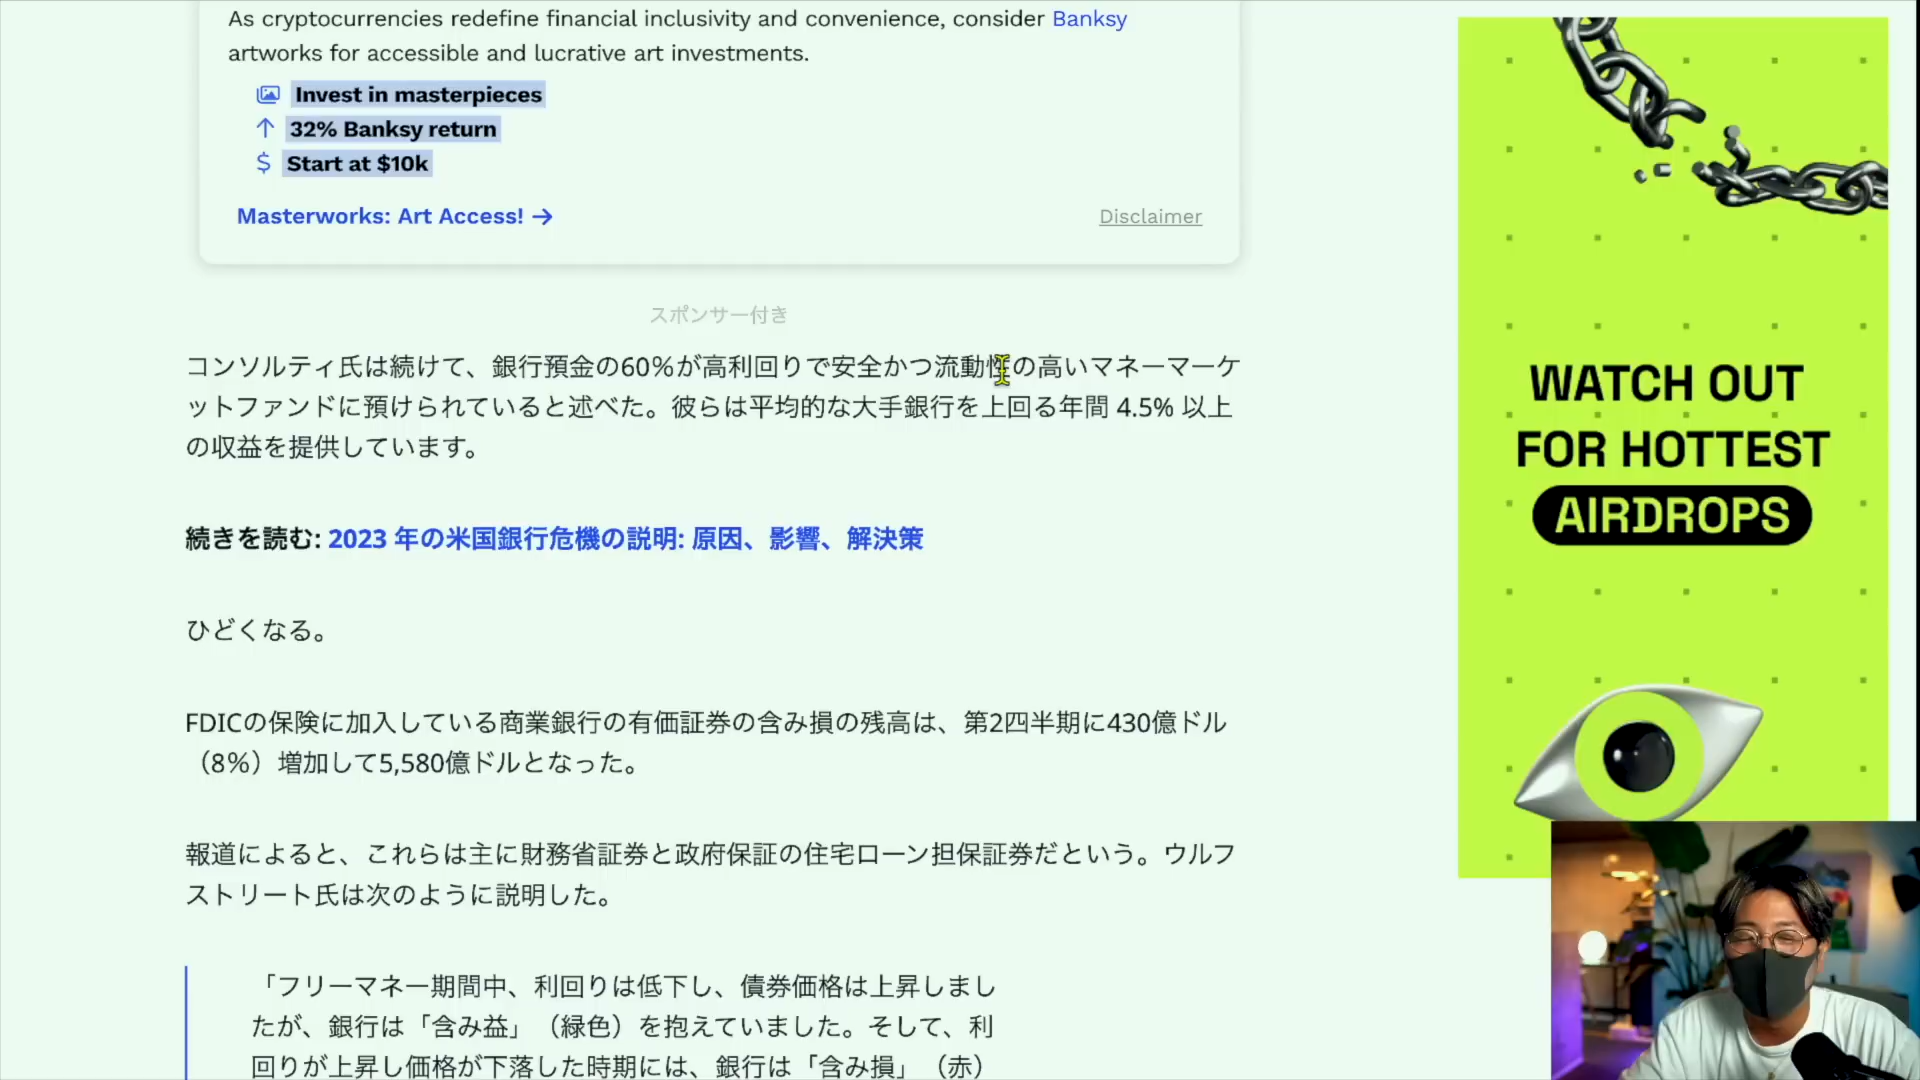 As cryptocurrencies redefine financial inclusivity and convenience, consider Banksy
artworks for accessible and lucrative art investments.
Invest in masterpieces
32% Banksy return
Start at $10k
Masterworks: Art Access! →
Disclaimer
スポンサー付き
コンソルティ氏は続けて、銀行預金の60%が高利回りで安全かつ流動性の高いマネーマーケ
ットファンドに預けられていると述べた。彼らは平均的な大手銀行を上回る年間 4.5% 以上
の収益を提供しています。
続きを読む: 2023 年の米国銀行危機の説明: 原因、影響、解決策
ひどくなる。
FDICの保険に加入している商業銀行の有価証券の含み損の残高は、第2四半期に430億ドル
（8%）増加して5,580億ドルとなった。
報道によると、これらは主に財務省証券と政府保証の住宅ローン担保証券だという。ウルフ
ストリート氏は次のように説明した。
「フリーマネー期間中、利回りは低下し、債券価格は上昇しまし
たが、銀行は「含み益」（緑色）を抱えていました。そして、利
回りが上昇し価格が下落した時期には、銀行は「含み損」（赤）
WATCH OUT
FOR HOTTEST
AIRDROPS